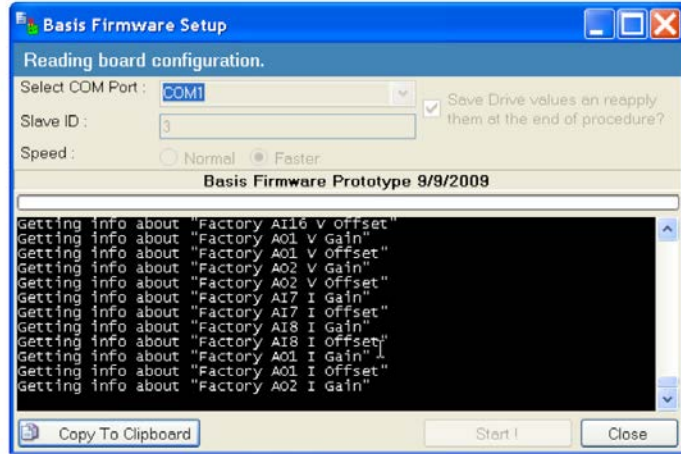 Basis Firmware Setup
Reading board configuration.
Select COM Port : COM1
Save Drive values an reapply
them at the end of procedure?
Slave ID : 3
Speed : Normal Faster
Basis Firmware Prototype 9/9/2009
Getting info about "Factory AI16 V Offset"
Getting info about "Factory AO1 V Gain"
Getting info about "Factory AO1 V Offset"
Getting info about "Factory AO2 V Gain"
Getting info about "Factory AO2 V Offset"
Getting info about "Factory AI7 I Gain"
Getting info about "Factory AI7 I Offset"
Getting info about "Factory AI8 I Gain"
Getting info about "Factory AI8 I Offset"
Getting info about "Factory AO1 I Gain"
Getting info about "Factory AO1 I Offset"
Getting info about "Factory AO2 I Gain"
Copy To Clipboard Start ! Close